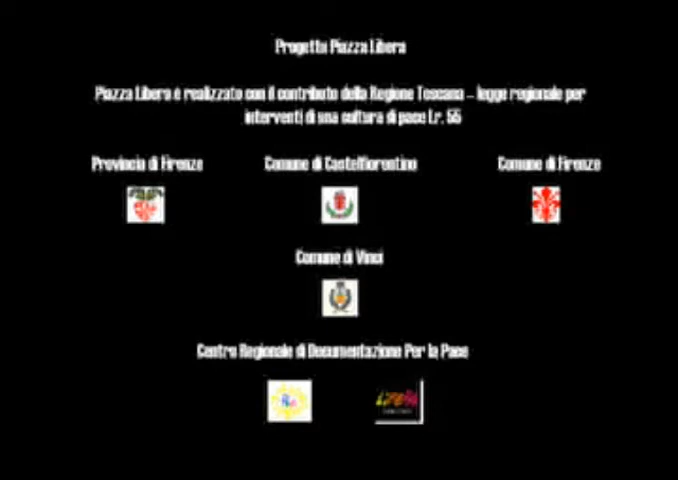 Progetto Piazza Libera
Piazza Libera è realizzato con il contributo della Regione Toscana – legge regionale per
interventi di una cultura di pace Lr. 55
Provincia di Firenze
Comune di Castelfiorentino
Comune di Firenze
Comune di Vinci
Centro Regionale di Documentazione Per la Pace